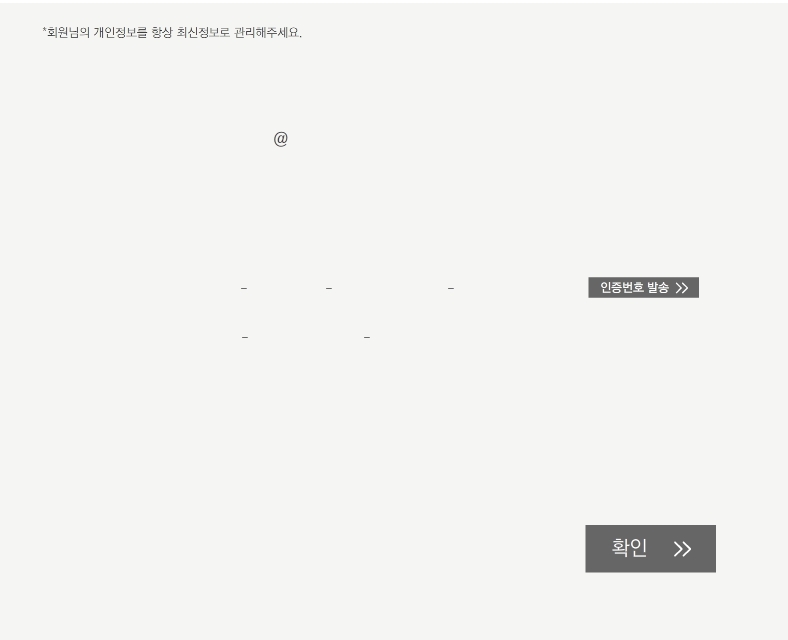 *회원님의 개인정보를 항상 최신정보로 관리해주세요.
@
– – – 인증번호 발송 >>
– –
확인 >>